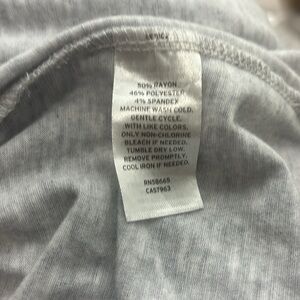 50% RAYON
46% POLYESTER
4% SPANDEX
MACHINE WASH COLD,
GENTLE CYCLE,
WITH LIKE COLORS,
ONLY NON-CHLORINE
BLEACH IF NEEDED.
TUMBLE DRY LOW.
REMOVE PROMPTLY.
COOL IRON IF NEEDED.
RN58665
CA57963